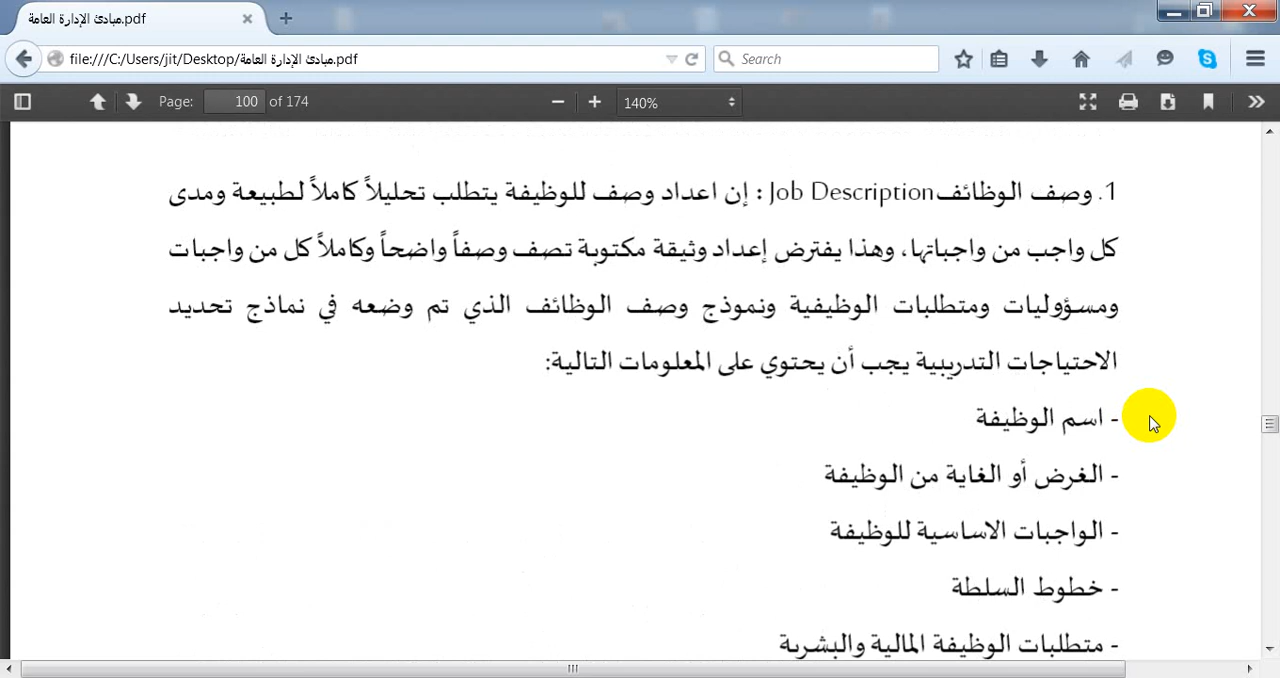 مبادئ الإدارة العامة.pdf
file:///C:/Users/jit/Desktop/مبادئ الإدارة العامة.pdf
Search
Page: 100 of 174
140%
1. وصف الوظائف Job Description : إن اعداد وصف للوظيفة يتطلب تحليلاً كاملاً لطبيعة ومدى
كل واجب من واجباتها، وهذا يفترض إعداد وثيقة مكتوبة تصف وصفاً واضحاً وكاملاً كل من واجبات
ومسؤوليات ومتطلبات الوظيفية ونموذج وصف الوظائف الذي تم وضعه في نماذج تحديد
الاحتياجات التدريبية يجب أن يحتوي على المعلومات التالية:
- اسم الوظيفة
- الغرض أو الغاية من الوظيفة
- الواجبات الاساسية للوظيفة
- خطوط السلطة
- متطلبات الوظيفة المالية والبشرية